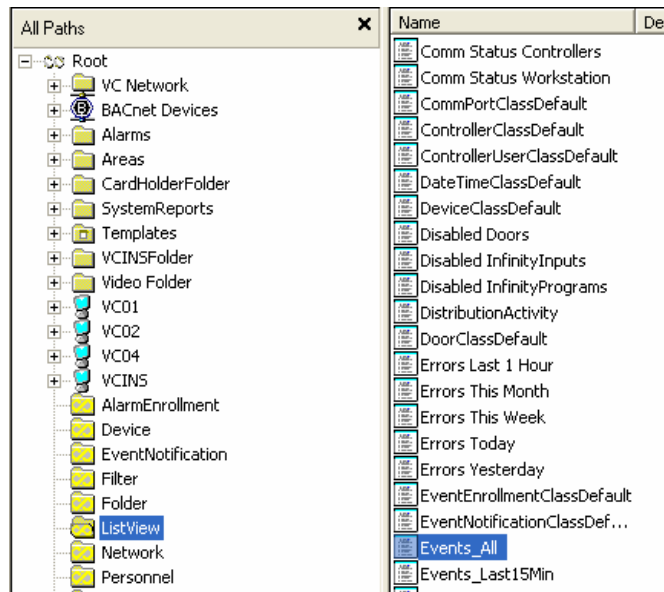 All Paths
Root
VC Network
BACnet Devices
Alarms
Areas
CardHolderFolder
SystemReports
Templates
VCINSFolder
Video Folder
VC01
VC02
VC04
VCINS
AlarmEnrollment
Device
EventNotification
Filter
Folder
ListView
Network
Personnel
Name
De
Comm Status Controllers
Comm Status Workstation
CommPortClassDefault
ControllerClassDefault
ControllerUserClassDefault
DateTimeClassDefault
DeviceClassDefault
Disabled Doors
Disabled InfinityInputs
Disabled InfinityPrograms
DistributionActivity
DoorClassDefault
Errors Last 1 Hour
Errors This Month
Errors This Week
Errors Today
Errors Yesterday
EventEnrollmentClassDefault
EventNotificationClassDef...
Events_All
Events_Last15Min